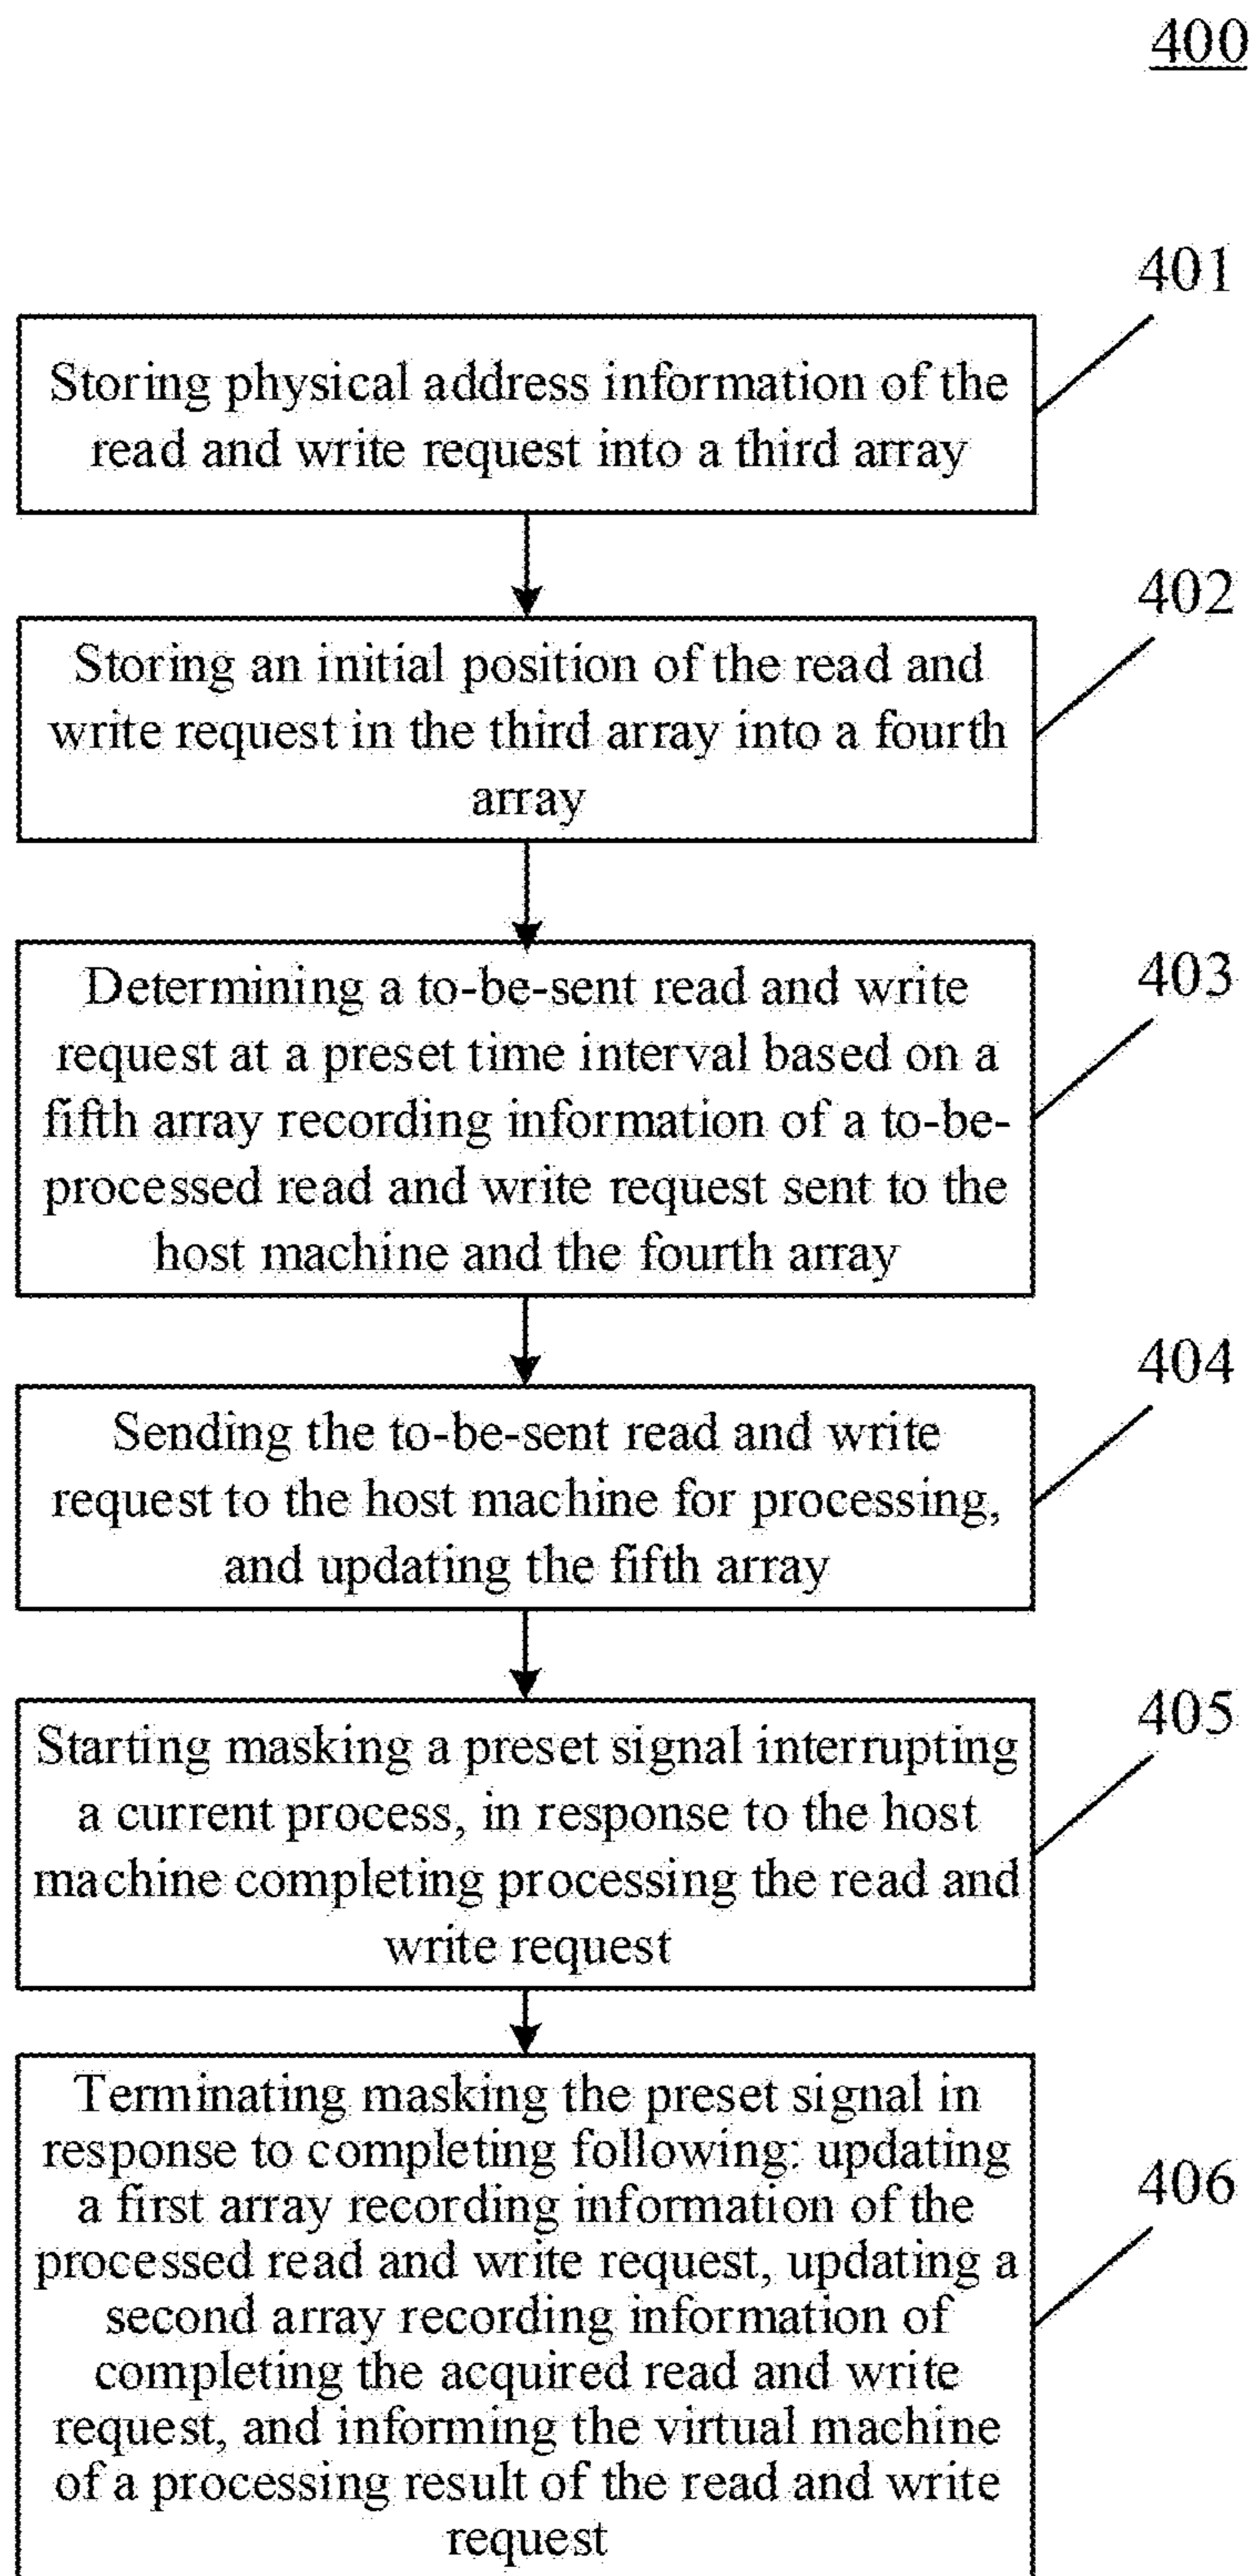 400
401
Storing physical address information of the
read and write request into a third array
402
Storing an initial position of the read and
write request in the third array into a fourth
array
403
Determining a to-be-sent read and write
request at a preset time interval based on a
fifth array recording information of a to-be-
processed read and write request sent to the
host machine and the fourth array
404
Sending the to-be-sent read and write
request to the host machine for processing,
and updating the fifth array
405
Starting masking a preset signal interrupting
a current process, in response to the host
machine completing processing the read and
write request
406
Terminating masking the preset signal in
response to completing following: updating
a first array recording information of the
processed read and write request, updating a
second array recording information of
completing the acquired read and write
request, and informing the virtual machine
of a processing result of the read and write
request